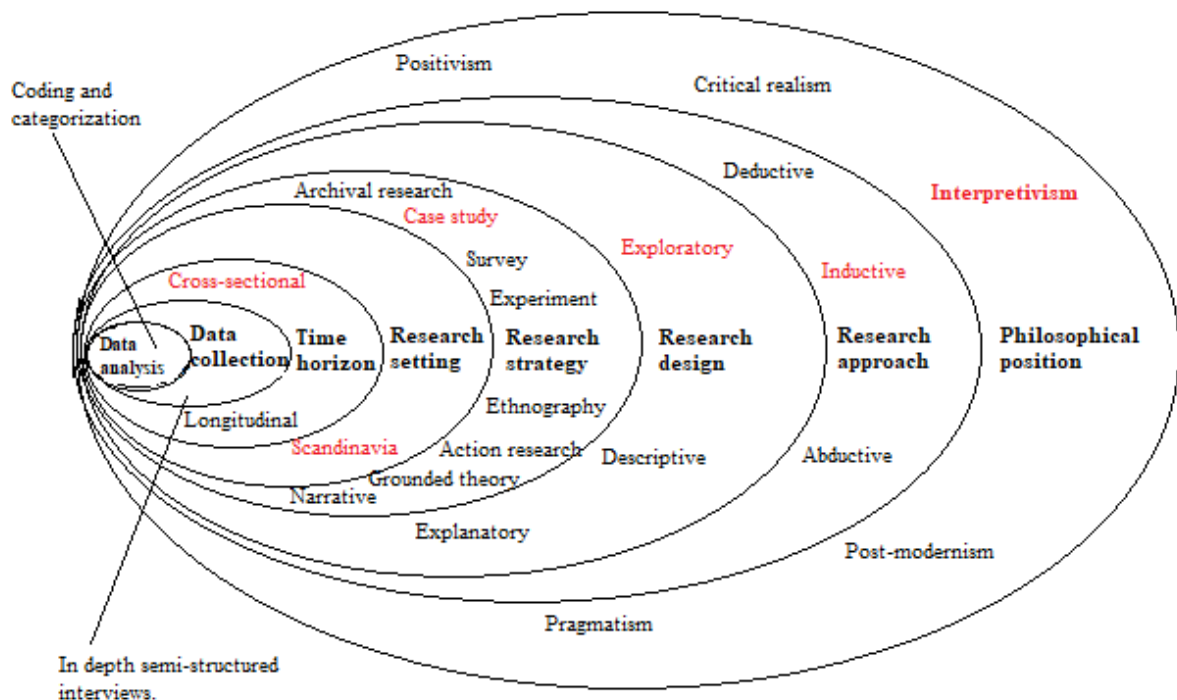 Positivism
Critical realism
Coding and
categorization
Deductive
Archival research
Interpretivism
Case study
Exploratory
Survey
Inductive
Cross-sectional
Experiment
Data
analysis
Data
collection
Time
horizon
Research
setting
Research
strategy
Research
design
Research
approach
Philosophical
position
Longitudinal
Ethnography
Scandinavia
Action research
Descriptive
Abductive
Grounded theory
Narrative
Explanatory
Post-modernism
Pragmatism
In depth semi-structured
interviews.